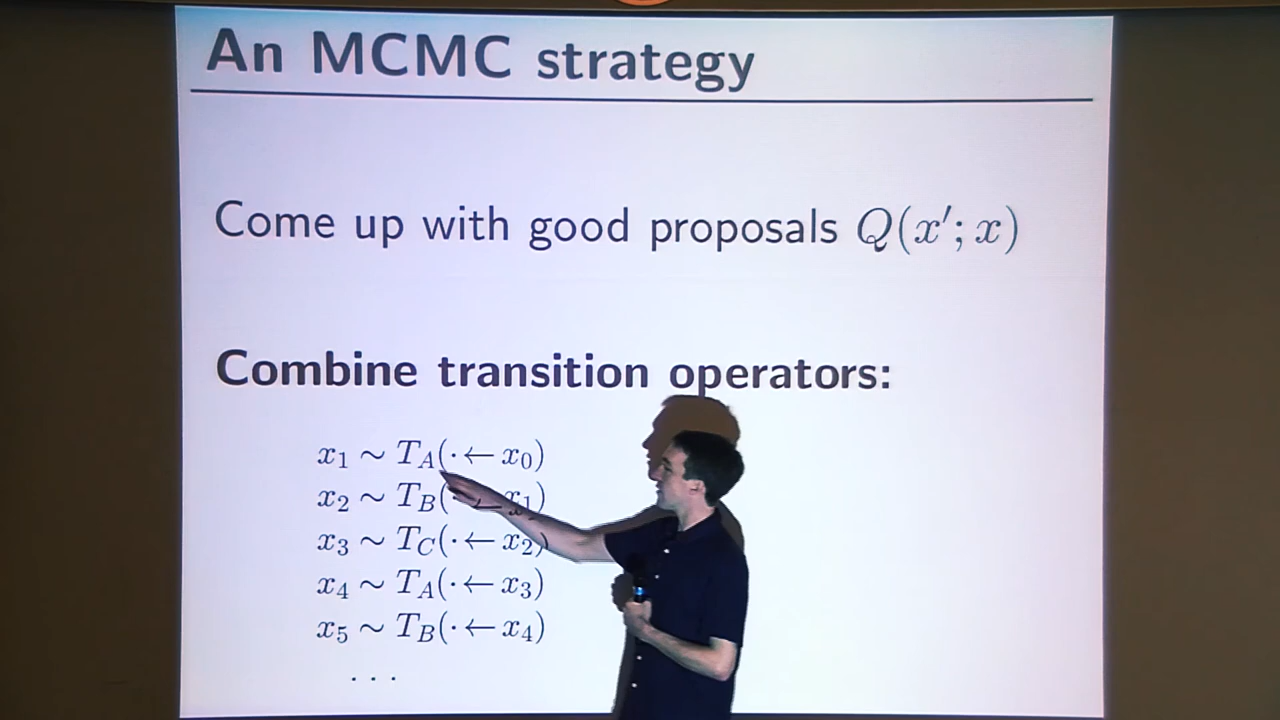 An MCMC strategy
Come up with good proposals Q(x′; x)
Combine transition operators:
x₁ ∼ T_A(· ← x₀)
x₂ ∼ T_B(· ← x₁)
x₃ ∼ T_C(· ← x₂)
x₄ ∼ T_A(· ← x₃)
x₅ ∼ T_B(· ← x₄)
. . .